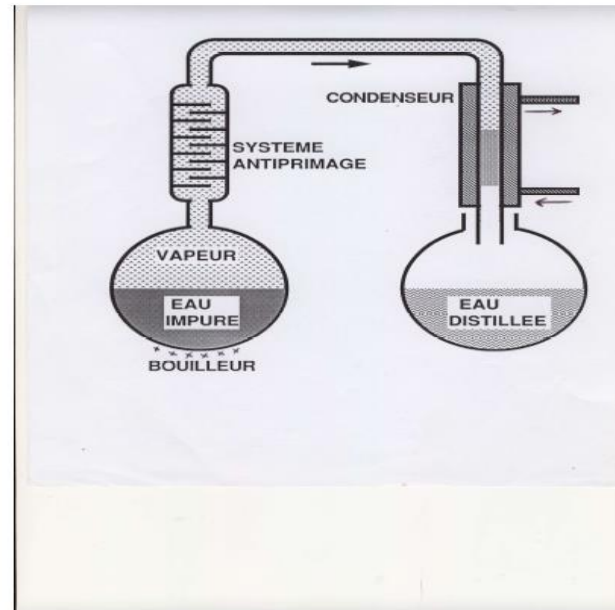 CONDENSEUR
SYSTEME
ANTIPRIMAGE
VAPEUR
EAU
IMPURE
BOUILLEUR
EAU
DISTILLEE